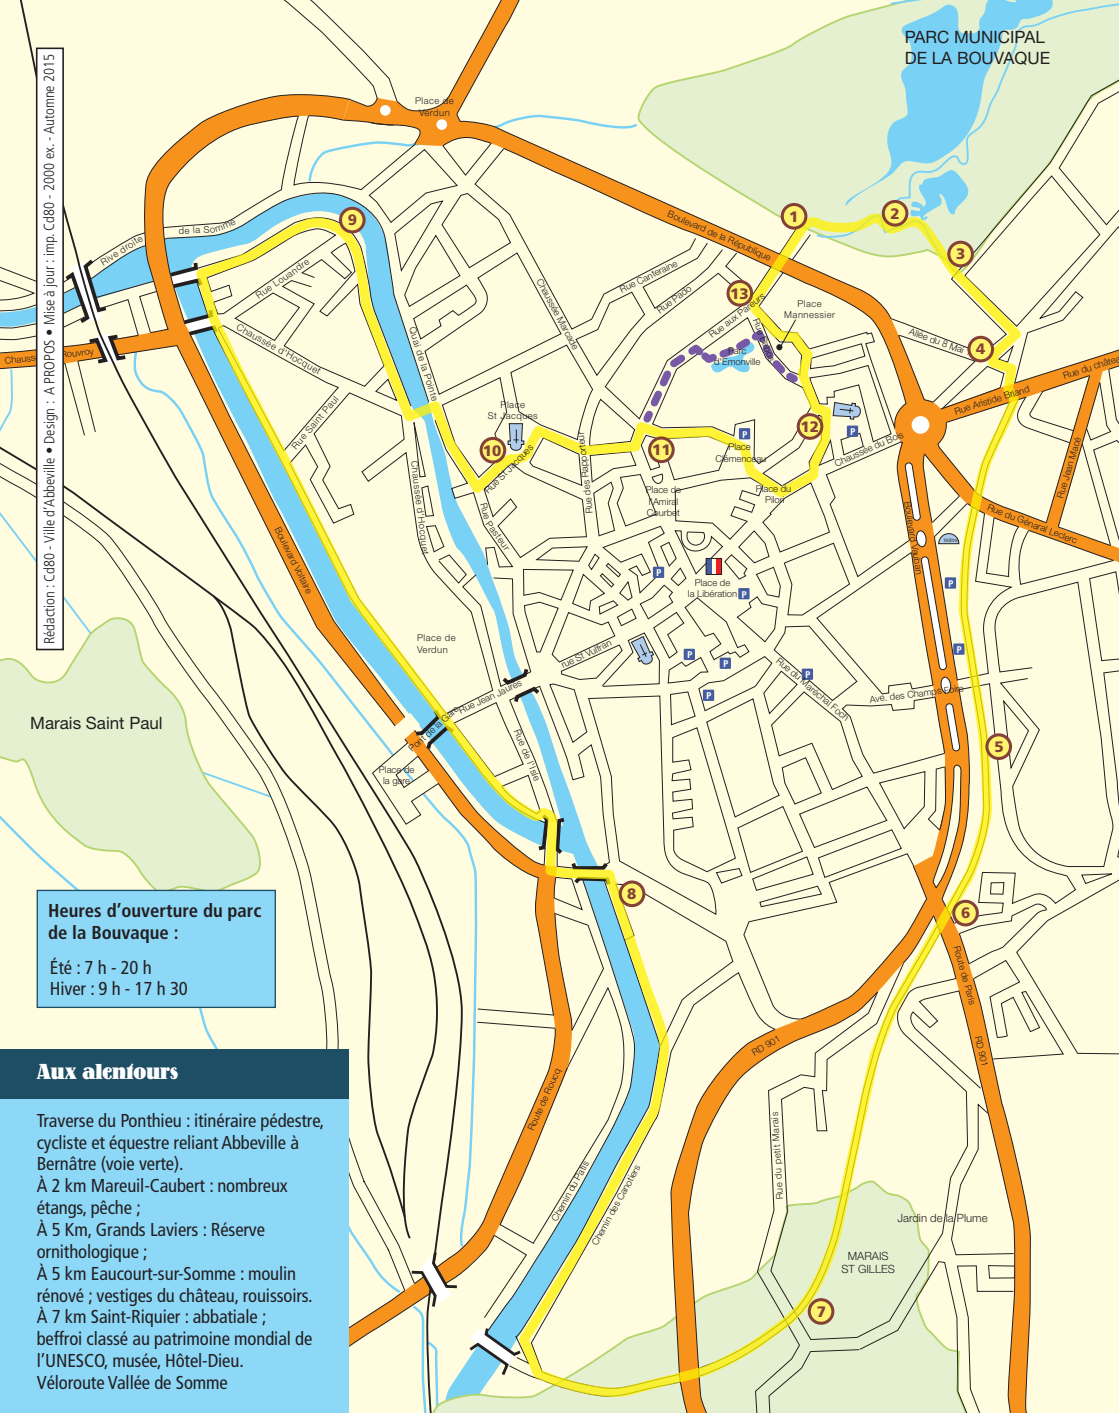 PARC MUNICIPAL
DE LA BOUVAQUE
Rédaction : Cd80 - Ville d'Abbeville • Design : A PROPOS • Mise à jour : imp. Cd80 - 2000 ex. - Automne 2015
Place de
Verdun
Boulevard de la République
Rive droite
de la Somme
9
1
2
3
4
13
Rue Louandre
Rue Canteraine
Rue Pado
Rue aux Pareurs
Place
Mannessier
Chaussée Marcadé
Allée du 8 Mai
Rouvroy
Chaussée d'Hocquet
Quai de la Pointe
Parc
d'Emonville
Rue du château
Rue Aristide Briand
Rue Saint Paul
Place
St Jacques
10
Rue St Jacques
Rue des Rapporteurs
11
12
P
Place
Clémenceau
P
Chaussée du Bois
Rue Jean Macé
Chaussée d'Hocquet
Rue Pasteur
Place de
l'Amiral
Courbet
Place du
Pilori
Boulevard Vauban
Rue du Général Leclerc
Boulevard Voltaire
P
Place de
la Libération
P
P
Place de
Verdun
rue St Vulfran
P
P
P
P
P
Rue du Maréchal Foch
Ave. des Champs Foire
Marais Saint Paul
Pont de la Gare
Rue Jean Jaurès
Rue de l'Isle
Place de
la gare
5
8
6
Heures d'ouverture du parc
de la Bouvaque :
Été : 7 h - 20 h
Hiver : 9 h - 17 h 30
Route de Paris
RD 901
RD 901
Route de Roucq
Rue du petit Marais
Chemin du Patis
Chemin des Canotiers
Jardin de la Plume
MARAIS
ST GILLES
7
Aux alentours
Traverse du Ponthieu : itinéraire pédestre,
cycliste et équestre reliant Abbeville à
Bernâtre (voie verte).
À 2 km Mareuil-Caubert : nombreux
étangs, pêche ;
À 5 Km, Grands Laviers : Réserve
ornithologique ;
À 5 km Eaucourt-sur-Somme : moulin
rénové ; vestiges du château, rouissoirs.
À 7 km Saint-Riquier : abbatiale ;
beffroi classé au patrimoine mondial de
l'UNESCO, musée, Hôtel-Dieu.
Véloroute Vallée de Somme